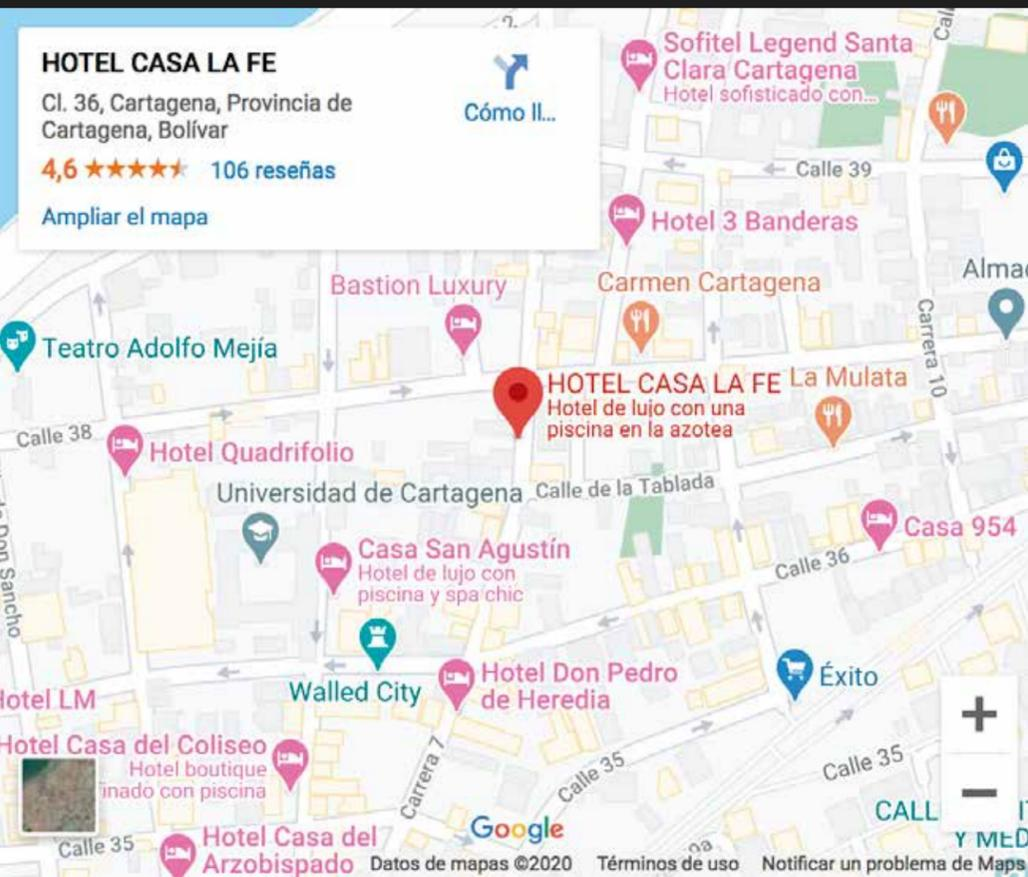 HOTEL CASA LA FE
Cl. 36, Cartagena, Provincia de
Cartagena, Bolívar
4,6
106 reseñas
Ampliar el mapa
Cómo ll...
Sofitel Legend Santa
Clara Cartagena
Hotel sofisticado con...
Calle 39
Hotel 3 Banderas
Bastion Luxury
Carmen Cartagena
Teatro Adolfo Mejía
Carrera 10
HOTEL CASA LA FE
Hotel de lujo con una
piscina en la azotea
La Mulata
Calle 38
Hotel Quadrifolio
Universidad de Cartagena
Calle de la Tablada
Casa San Agustín
Hotel de lujo con
piscina y spa chic
Casa 954
Calle 36
Don Sancho
Walled City
Hotel Don Pedro
de Heredia
Éxito
Hotel LM
Hotel Casa del Coliseo
Hotel boutique
inado con piscina
Carrera 7
Calle 35
Calle 35
CALL
Y MED
Calle 35
Hotel Casa del
Arzobispado
Google
Datos de mapas ©2020
Términos de uso
Notificar un problema de Maps